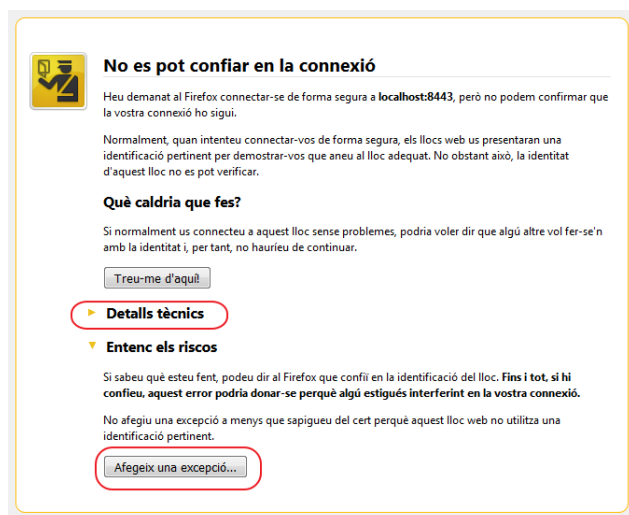 No es pot confiar en la connexió
Heu demanat al Firefox connectar-se de forma segura a localhost:8443, però no podem confirmar que
la vostra connexió ho sigui.
Normalment, quan intenteu connectar-vos de forma segura, els llocs web us presentaran una
identificació pertinent per demostrar-vos que aneu al lloc adequat. No obstant això, la identitat
d'aquest lloc no es pot verificar.
Què caldria que fes?
Si normalment us connecteu a aquest lloc sense problemes, podria voler dir que algú altre vol fer-se'n
amb la identitat i, per tant, no hauríeu de continuar.
Treu-me d'aquí!
Detalls tècnics
Entenc els riscos
Si sabeu què esteu fent, podeu dir al Firefox que confiï en la identificació del lloc. Fins i tot, si hi
confieu, aquest error podria donar-se perquè algú estigués interferint en la vostra connexió.
No afegiu una excepció a menys que sapigueu del cert perquè aquest lloc web no utilitza una
identificació pertinent.
Afegeix una excepció...